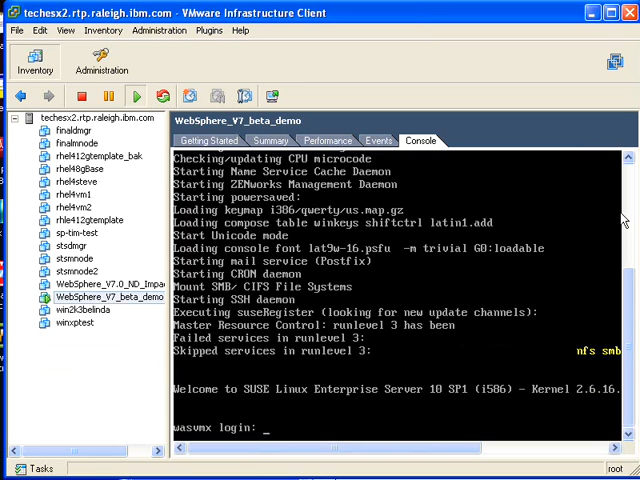 techesx2.rtp.raleigh.ibm.com - VMware Infrastructure Client
File Edit View Inventory Administration Plugins Help
Inventory Administration
techesx2.rtp.raleigh.ibm.com
finaldmgr
finalmnode
rhel412gtemplate_bak
rhel48gBase
rhel4steve
rhel4vm1
rhel4vm2
rhle412gtemplate
sp-tim-test
stsdmgr
stsmnode
stsmnode2
WebSphere_V7.0_ND_Impa
WebSphere_V7_beta_demo
win2k3belinda
winxptest
WebSphere_V7_beta_demo
Getting Started Summary Performance Events Console
Checking/updating CPU microcode
Starting Name Service Cache Daemon
Starting ZENworks Management Daemon
Starting powersaved:
Loading keymap i386/qwerty/us.map.gz
Loading compose table winkeys shiftctrl latin1.add
Start Unicode mode
Loading console font lat9w-16.psfu -m trivial G0:loadable
Starting mail service (Postfix)
Starting CRON daemon
Mount SMB/ CIFS File Systems
Starting SSH daemon
Executing suseRegister (looking for new update channels):
Master Resource Control: runlevel 3 has been
Failed services in runlevel 3:
Skipped services in runlevel 3: nfs smb
Welcome to SUSE Linux Enterprise Server 10 SP1 (i586) - Kernel 2.6.16.
wasvmx login: _
Tasks root